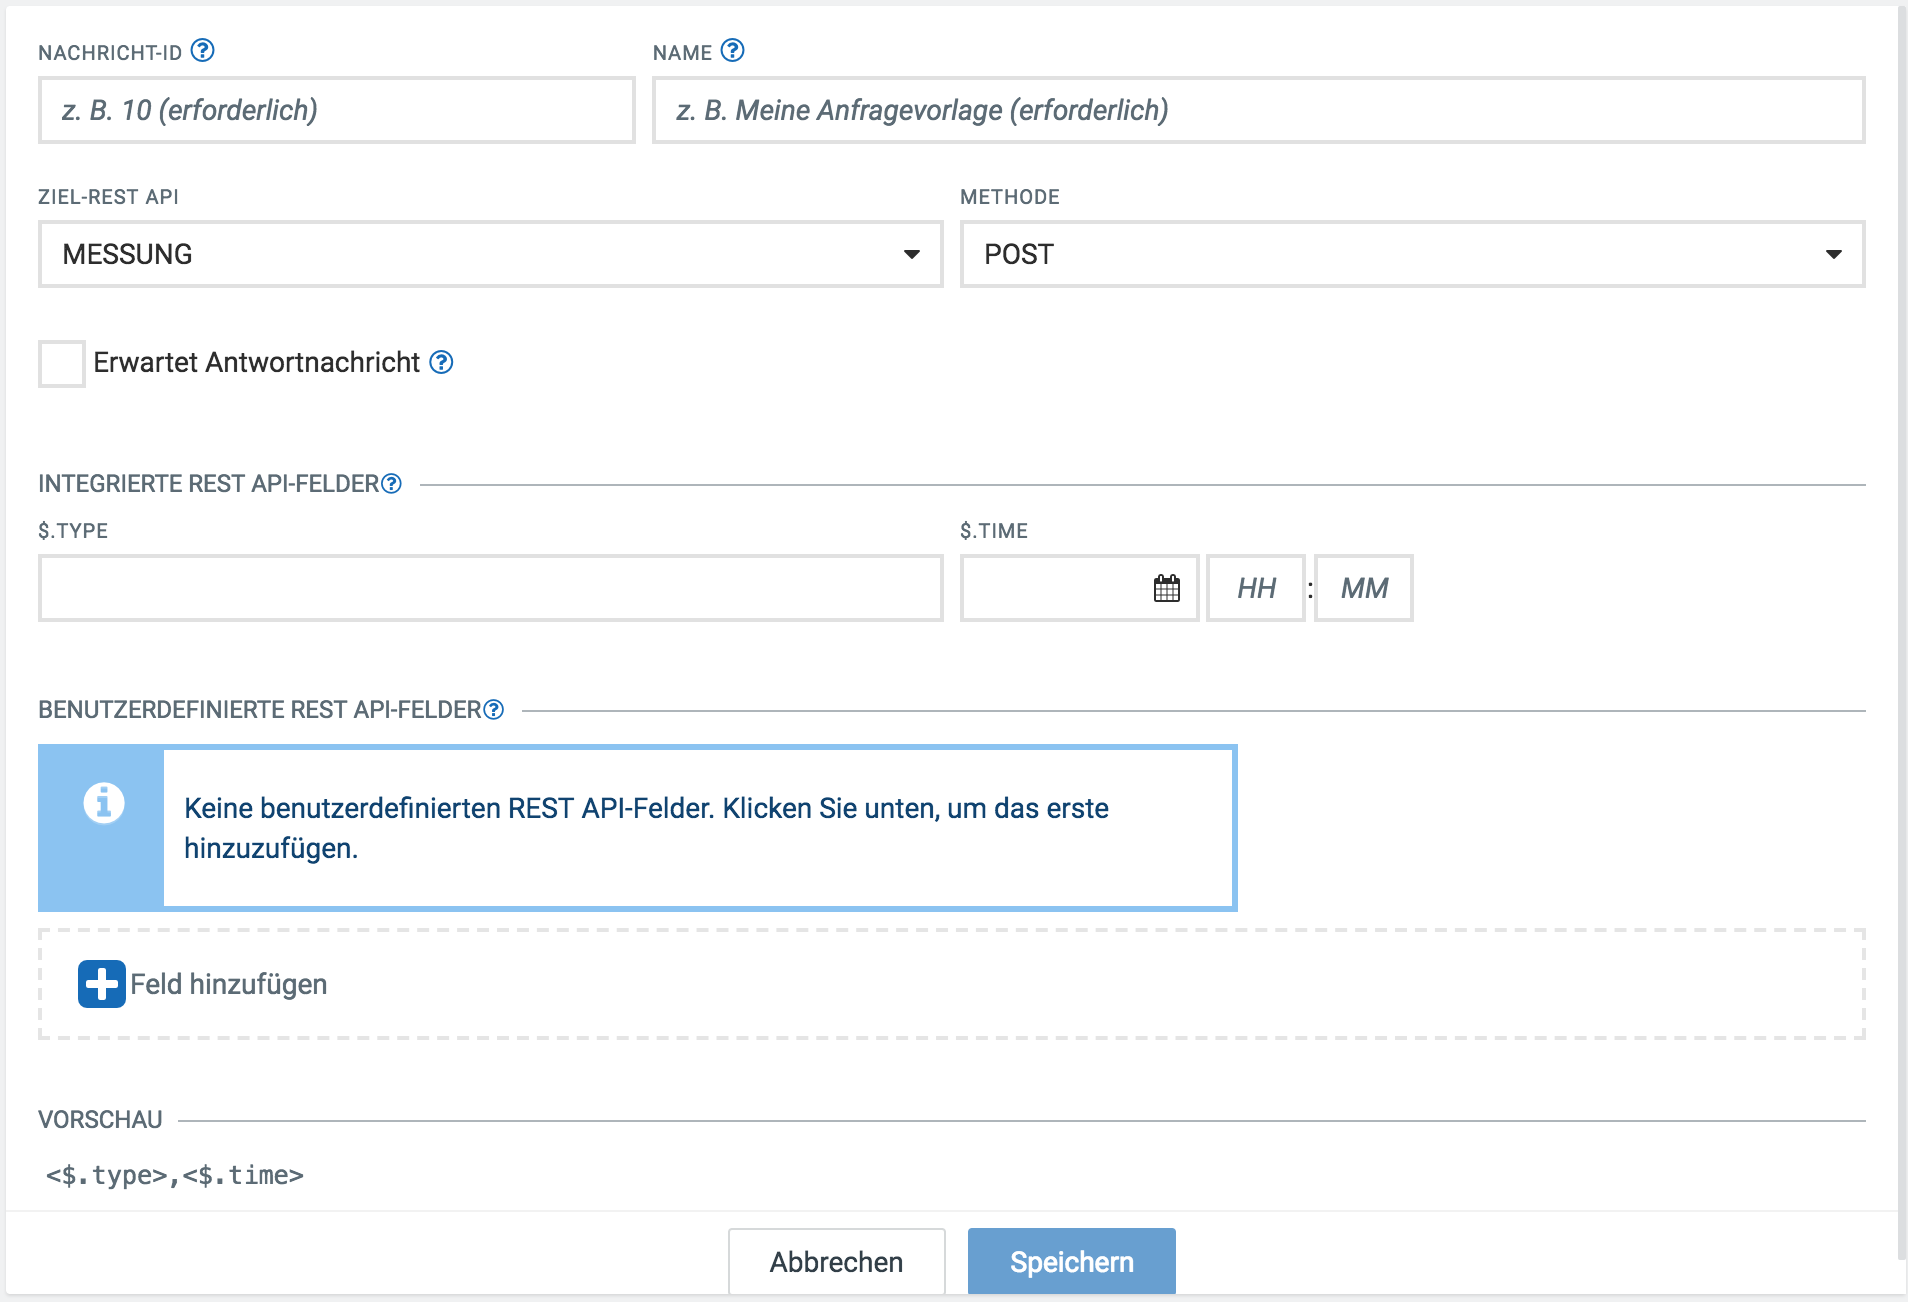 NACHRICHT-ID
NAME
z. B. 10 (erforderlich)
z. B. Meine Anfragevorlage (erforderlich)
ZIEL-REST API
METHODE
MESSUNG
POST
Erwartet Antwortnachricht
INTEGRIERTE REST API-FELDER
$.TYPE
$.TIME
HH : MM
BENUTZERDEFINIERTE REST API-FELDER
Keine benutzerdefinierten REST API-Felder. Klicken Sie unten, um das erste
hinzuzufügen.
Feld hinzufügen
VORSCHAU
<$.type>,<$.time>
Abbrechen
Speichern